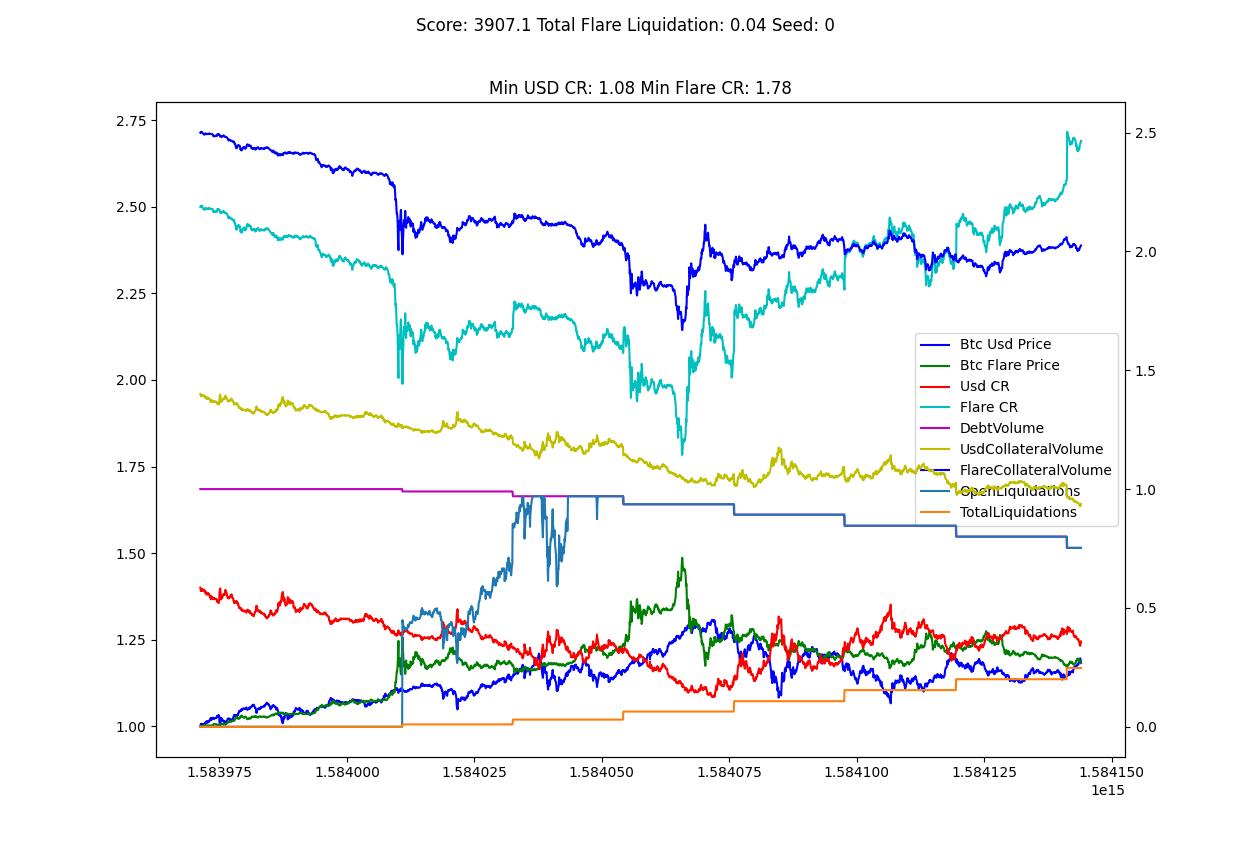 Score: 3907.1 Total Flare Liquidation: 0.04 Seed: 0
Min USD CR: 1.08 Min Flare CR: 1.78
2.75
2.50
2.25
2.00
1.75
1.50
1.25
1.00
2.5
2.0
1.5
1.0
0.5
0.0
Btc Usd Price
Btc Flare Price
Usd CR
Flare CR
DebtVolume
UsdCollateralVolume
FlareCollateralVolume
OpenLiquidations
TotalLiquidations
1.583975 1.584000 1.584025 1.584050 1.584075 1.584100 1.584125 1.584150
1e15